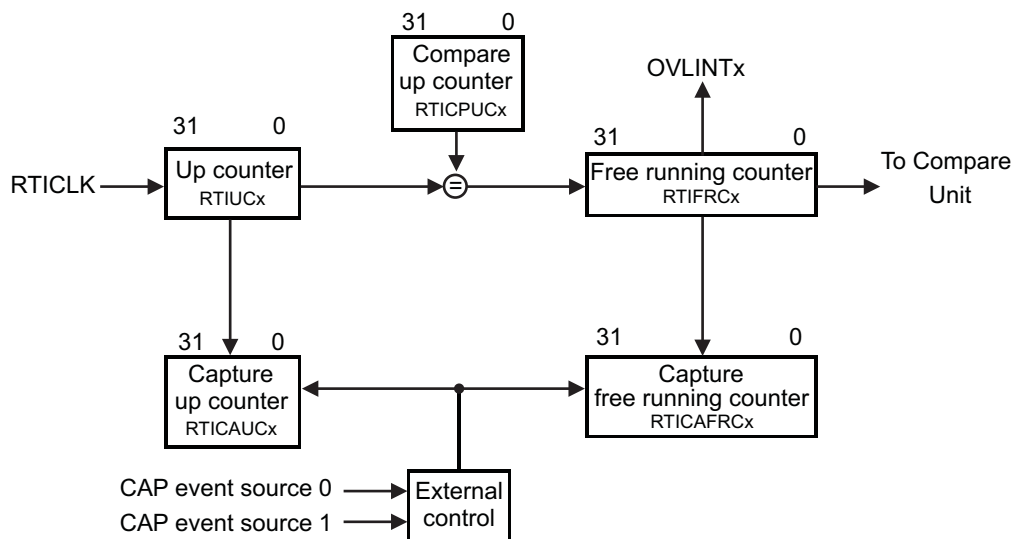 31 0
Compare
up counter
RTICPUCx
OVLINTx
31 0
Up counter
RTIUCx
RTICLK
=
31 0
Free running counter
RTIFRCx
To Compare
Unit
31 0
Capture
up counter
RTICAUCx
31 0
Capture
free running counter
RTICAFRCx
CAP event source 0
CAP event source 1
External
control